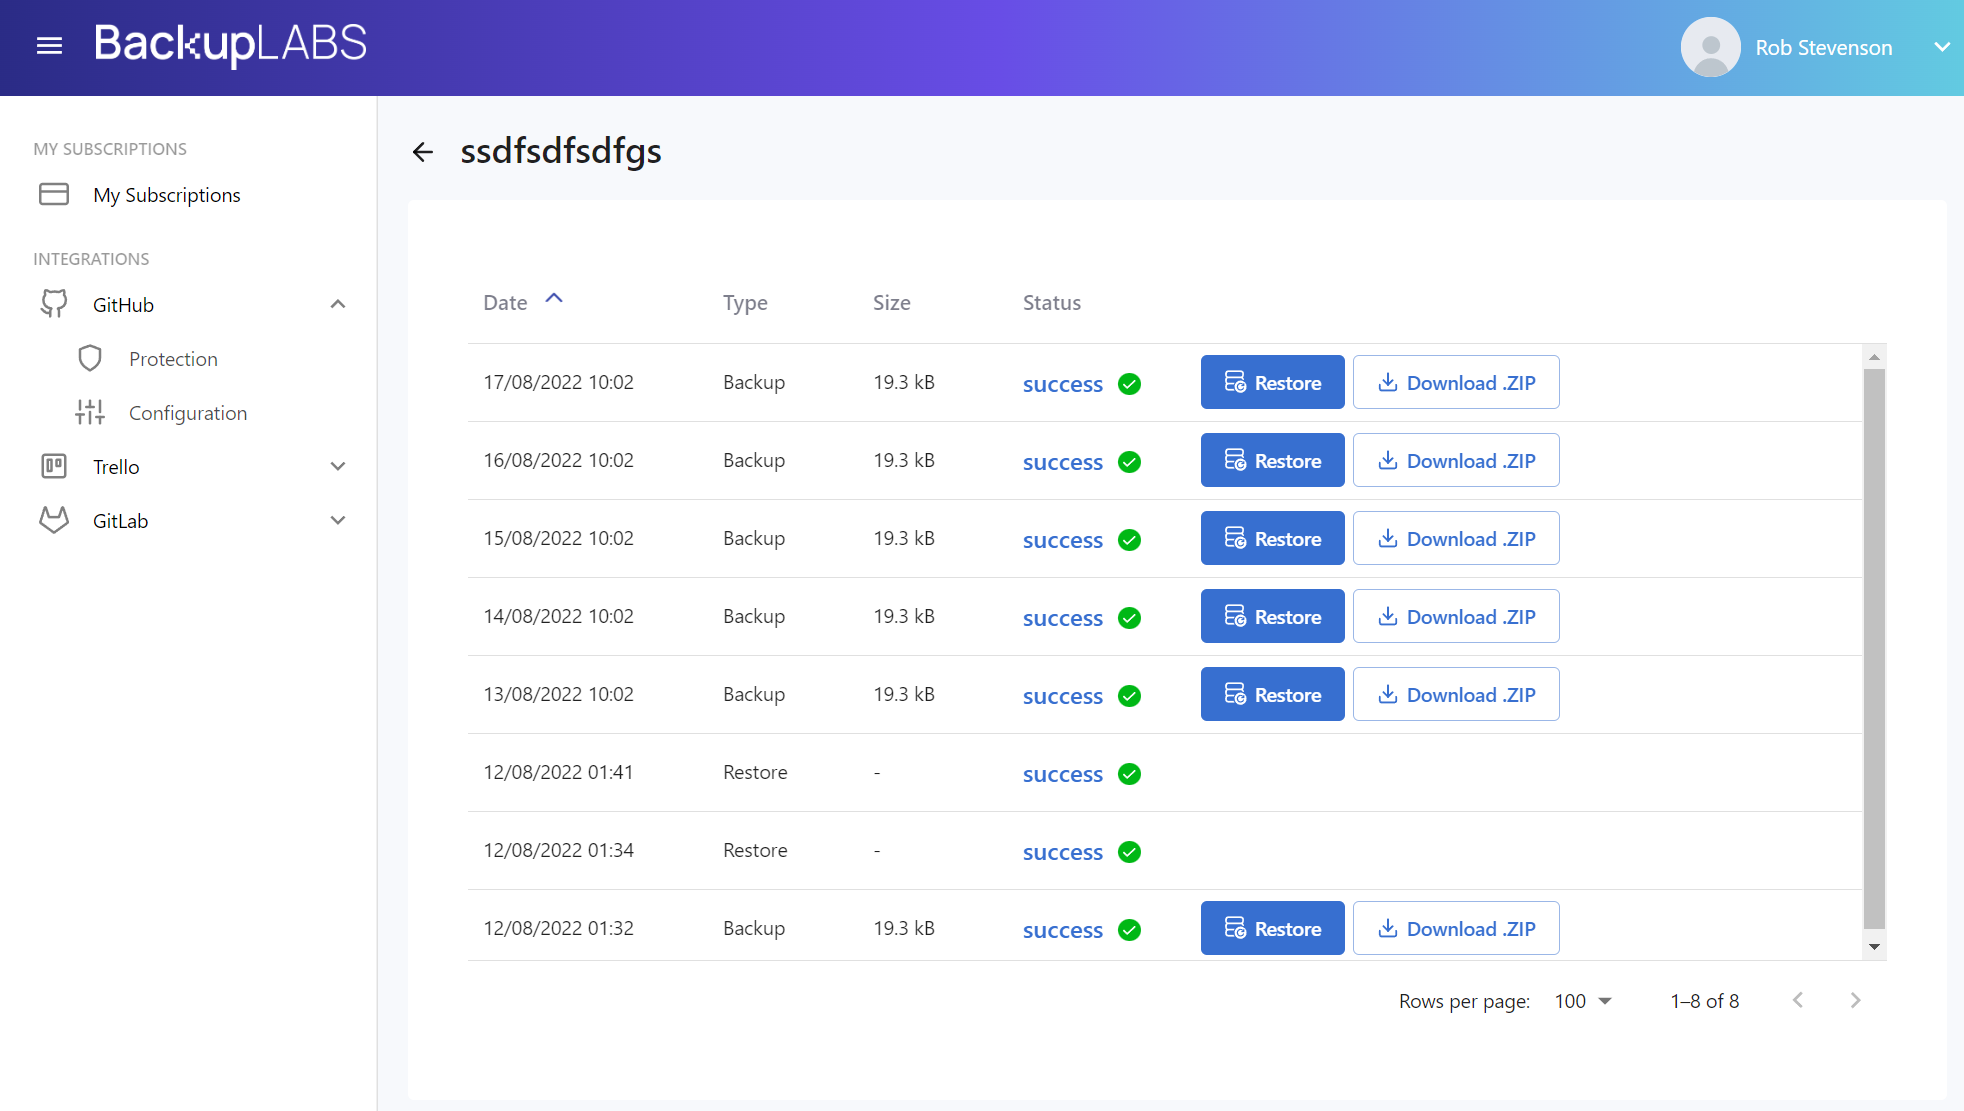 BackupLABS
Rob Stevenson
MY SUBSCRIPTIONS
My Subscriptions
INTEGRATIONS
GitHub
Protection
Configuration
Trello
GitLab
ssdfsdfsdfgs
Date Type Size Status
17/08/2022 10:02 Backup 19.3 kB success Restore Download .ZIP
16/08/2022 10:02 Backup 19.3 kB success Restore Download .ZIP
15/08/2022 10:02 Backup 19.3 kB success Restore Download .ZIP
14/08/2022 10:02 Backup 19.3 kB success Restore Download .ZIP
13/08/2022 10:02 Backup 19.3 kB success Restore Download .ZIP
12/08/2022 01:41 Restore - success
12/08/2022 01:34 Restore - success
12/08/2022 01:32 Backup 19.3 kB success Restore Download .ZIP
Rows per page: 100 1–8 of 8